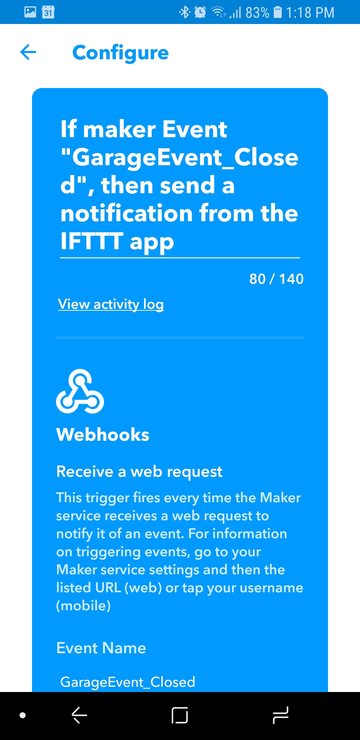 31
83% 1:18 PM
Configure
If maker Event
"GarageEvent_Close
d", then send a
notification from the
IFTTT app
80 / 140
View activity log
Webhooks
Receive a web request
This trigger fires every time the Maker
service receives a web request to
notify it of an event. For information
on triggering events, go to your
Maker service settings and then the
listed URL (web) or tap your username
(mobile)
Event Name
GarageEvent_Closed